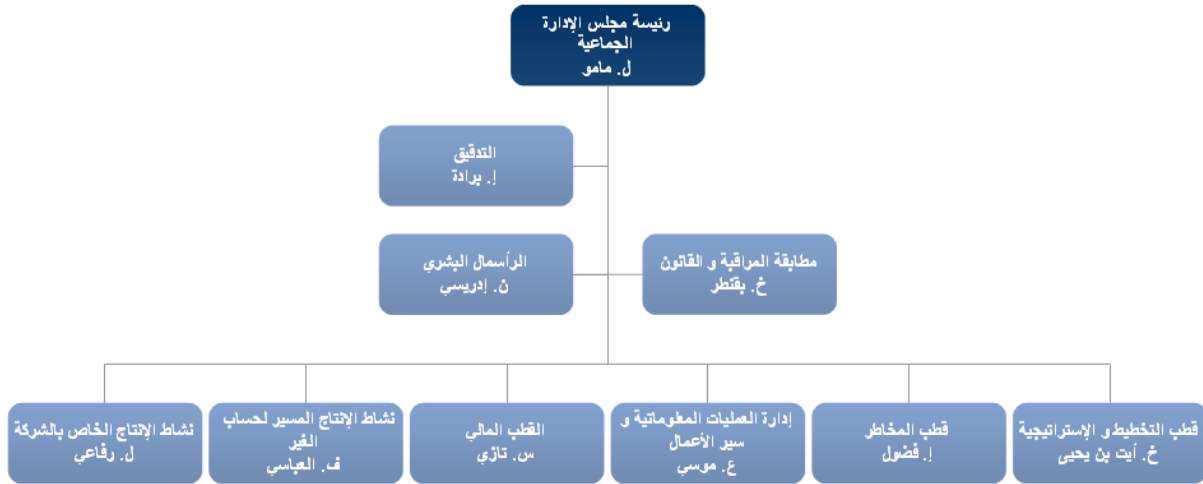 رئيسة مجلس الإدارة
الجماعية
ل. مامو
التدقيق
إ. برادة
مطابقة المراقبة و القانون
خ. بقنطر
الرأسمال البشري
ن. إدريسي
قطب التخطيط و الإستراتيجية
خ. أيت بن يحيى
قطب المخاطر
إ. فضول
إدارة العمليات المعلوماتية و
سير الأعمال
ع. موسي
القطب المالي
س. تازي
نشاط الإنتاج المسير لحساب
الغير
ف. العباسي
نشاط الإنتاج الخاص بالشركة
ل. رفاعي